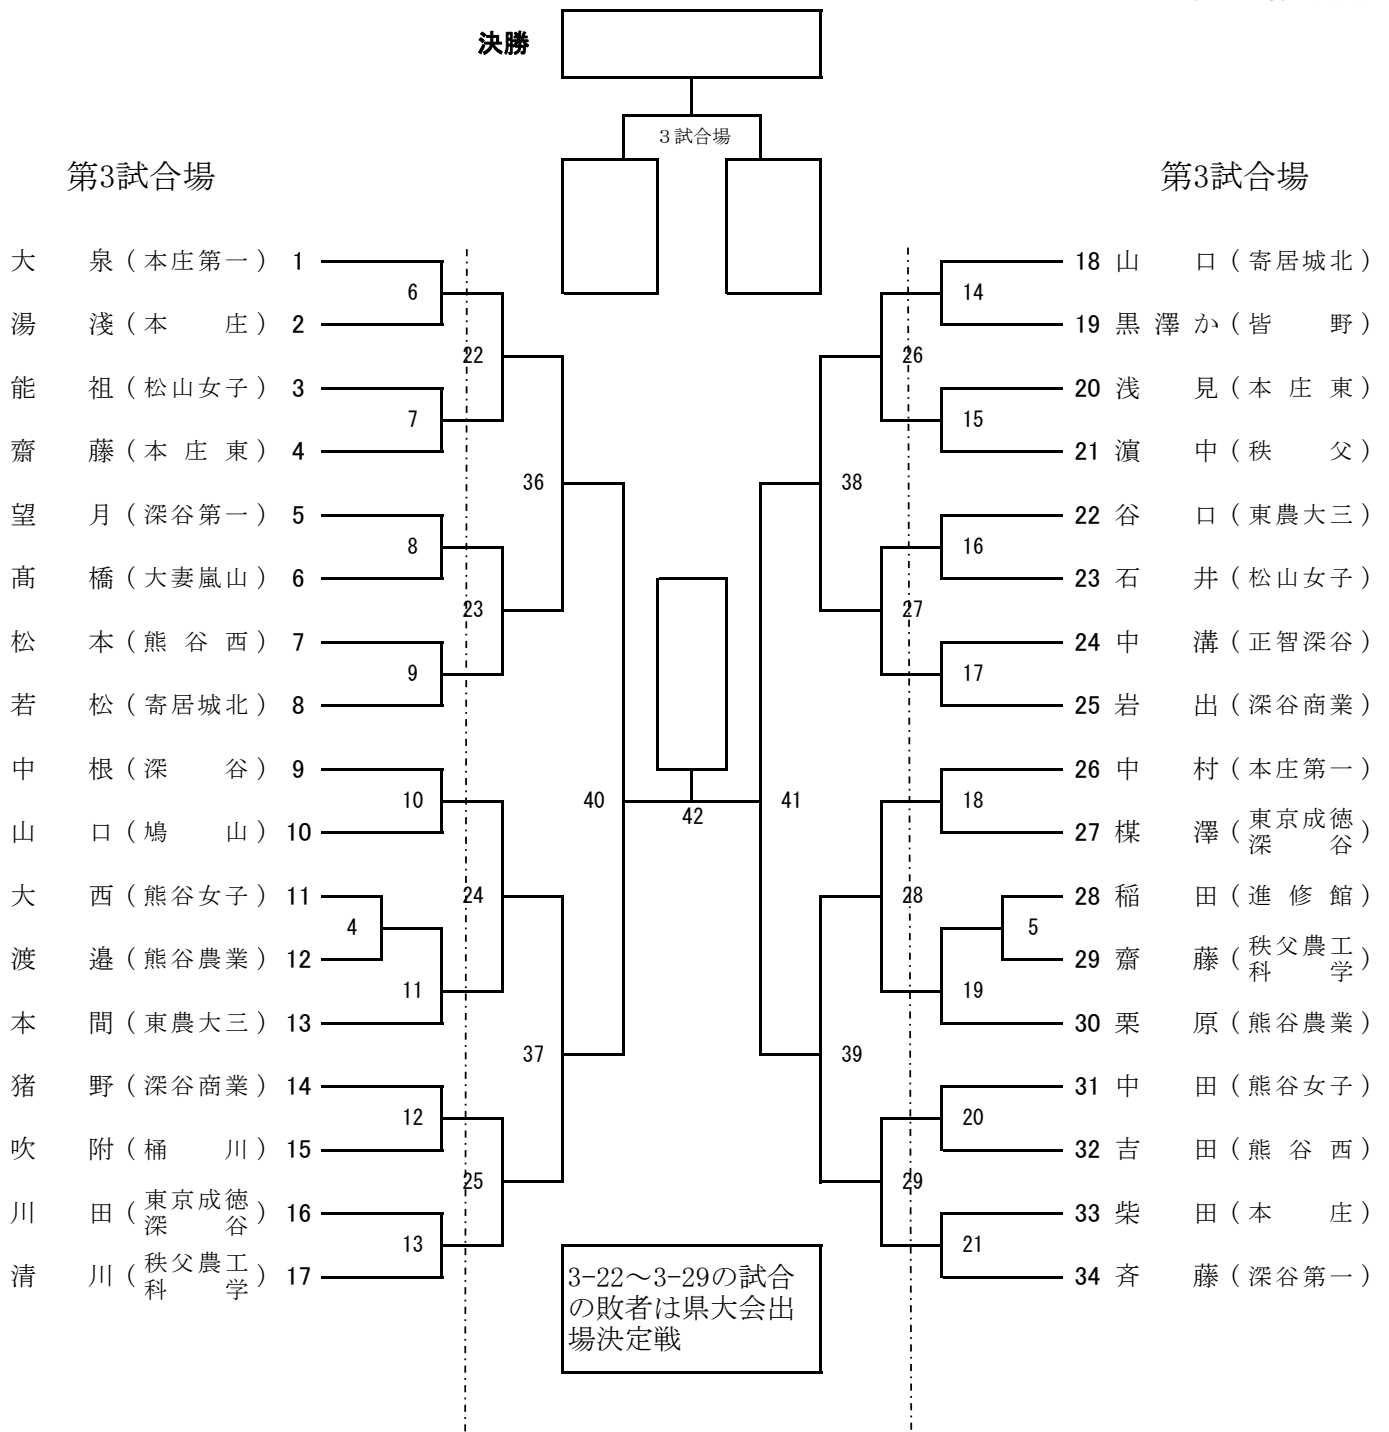 決勝
3試合場
第3試合場
第3試合場
大泉(本庄第一) 1
湯淺(本庄) 2
能祖(松山女子) 3
齋藤(本庄東) 4
望月(深谷第一) 5
髙橋(大妻嵐山) 6
松本(熊谷西) 7
若松(寄居城北) 8
中根(深谷) 9
山口(鳩山) 10
大西(熊谷女子) 11
渡邉(熊谷農業) 12
本間(東農大三) 13
猪野(深谷商業) 14
吹附(桶川) 15
川田(東京成徳深谷) 16
清川(秩父農工科学) 17
6
7
8
9
10
4
11
12
13
22
23
24
25
36
37
40
42
41
38
39
26
27
28
29
14
15
16
17
18
5
19
20
21
18 山口(寄居城北)
19 黒澤か(皆野)
20 浅見(本庄東)
21 濵中(秩父)
22 谷口(東農大三)
23 石井(松山女子)
24 中溝(正智深谷)
25 岩出(深谷商業)
26 中村(本庄第一)
27 楳澤(東京成徳深谷)
28 稲田(進修館)
29 齋藤(秩父農工科学)
30 栗原(熊谷農業)
31 中田(熊谷女子)
32 吉田(熊谷西)
33 柴田(本庄)
34 斉藤(深谷第一)
3-22～3-29の試合
の敗者は県大会出
場決定戦